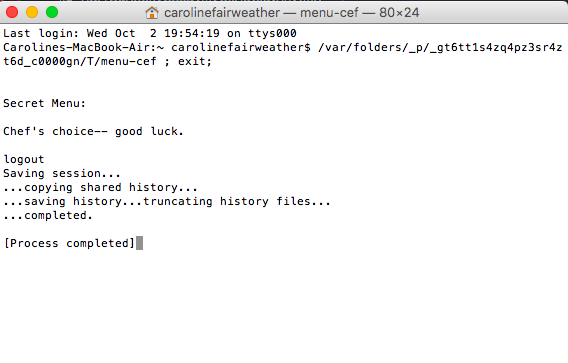 carolinefairweather — menu-cef — 80×24
Last login: Wed Oct  2 19:54:19 on ttys000
Carolines-MacBook-Air:~ carolinefairweather$ /var/folders/_p/_gt6tt1s4zq4pz3sr4z
t6d_c0000gn/T/menu-cef ; exit;
Secret Menu:
Chef's choice-- good luck.
logout
Saving session...
...copying shared history...
...saving history...truncating history files...
...completed.
[Process completed]